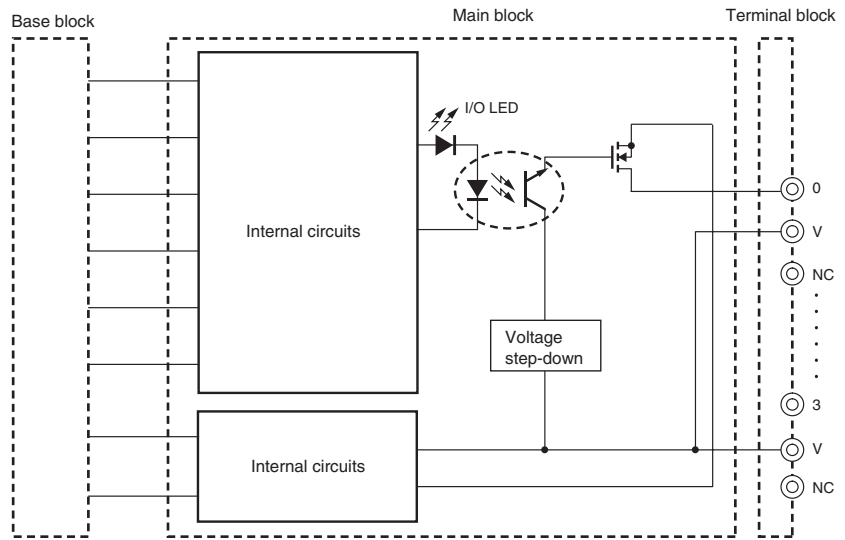 Base block
Main block
Terminal block
I/O LED
Internal circuits
0
V
NC
Voltage
step-down
3
V
NC
Internal circuits